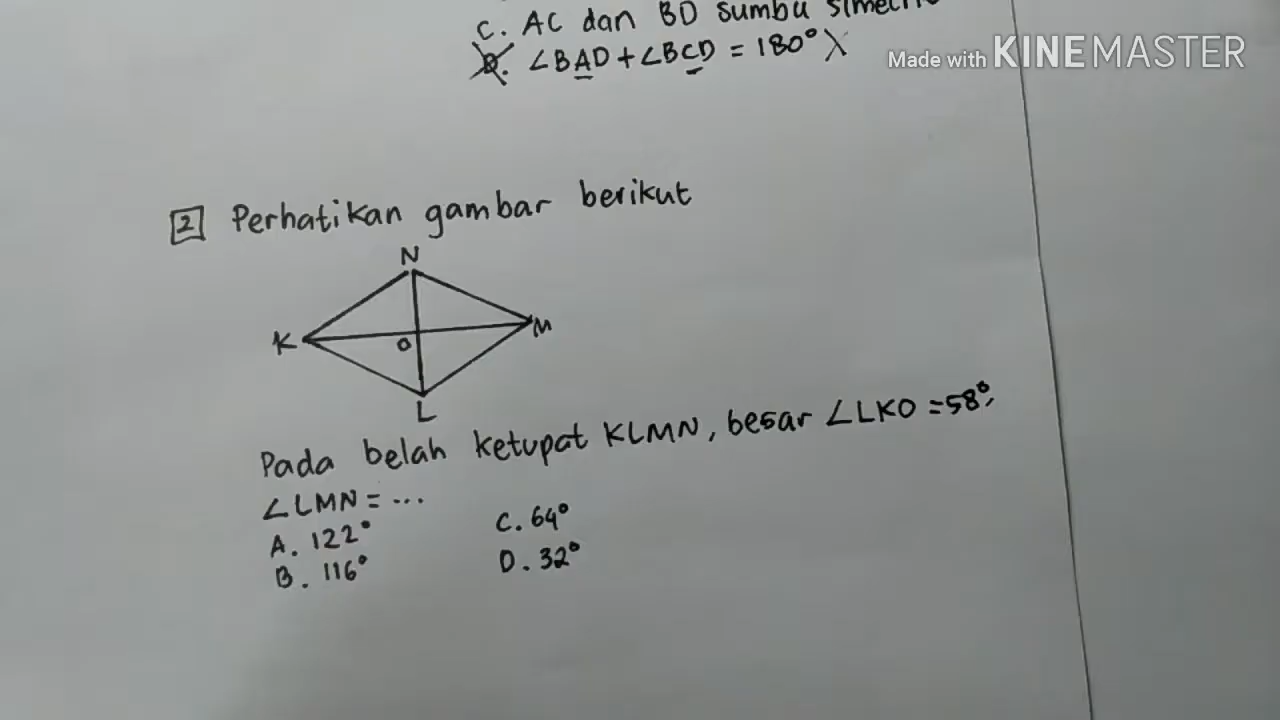 C. AC dan BD sumbu simetri
D. ∠BAD + ∠BCD = 180° X
Made with KINEMASTER
2 Perhatikan gambar berikut
N
K
M
O
L
Pada belah ketupat KLMN, besar ∠LKO = 58°,
∠LMN = ...
A. 122°
C. 64°
B. 116°
D. 32°